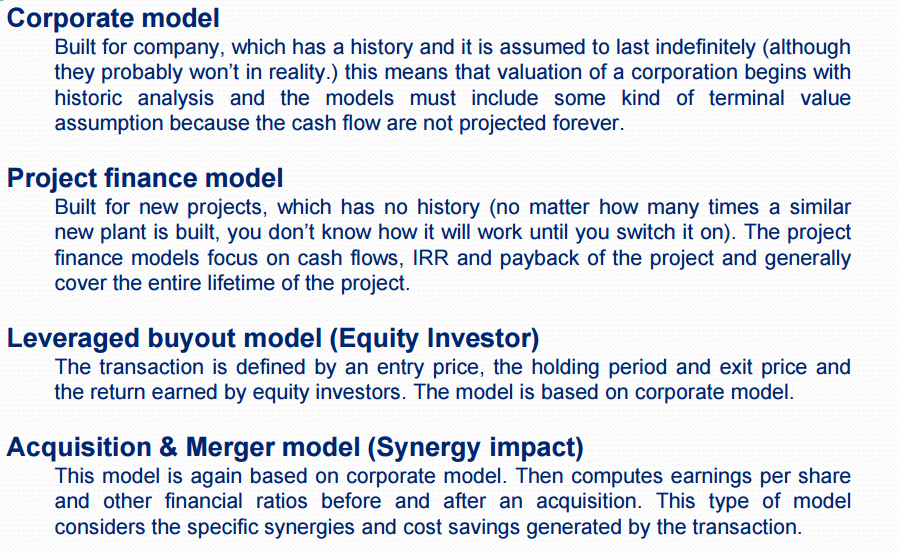 Corporate model
Built for company, which has a history and it is assumed to last indefinitely (although
they probably won't in reality.) this means that valuation of a corporation begins with
historic analysis and the models must include some kind of terminal value
assumption because the cash flow are not projected forever.
Project finance model
Built for new projects, which has no history (no matter how many times a similar
new plant is built, you don't know how it will work until you switch it on). The project
finance models focus on cash flows, IRR and payback of the project and generally
cover the entire lifetime of the project.
Leveraged buyout model (Equity Investor)
The transaction is defined by an entry price, the holding period and exit price and
the return earned by equity investors. The model is based on corporate model.
Acquisition & Merger model (Synergy impact)
This model is again based on corporate model. Then computes earnings per share
and other financial ratios before and after an acquisition. This type of model
considers the specific synergies and cost savings generated by the transaction.